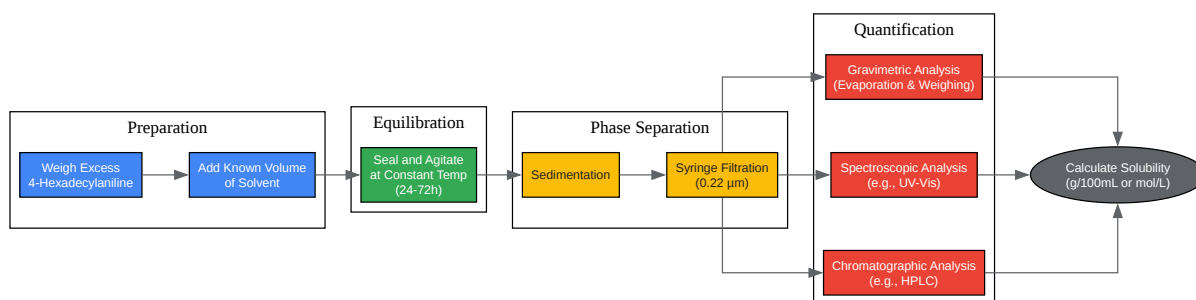 Preparation
Weigh Excess
4-Hexadecylaniline
Add Known Volume
of Solvent
Equilibration
Seal and Agitate
at Constant Temp
(24-72h)
Phase Separation
Sedimentation
Syringe Filtration
(0.22 µm)
Quantification
Gravimetric Analysis
(Evaporation & Weighing)
Spectroscopic Analysis
(e.g., UV-Vis)
Chromatographic Analysis
(e.g., HPLC)
Calculate Solubility
(g/100mL or mol/L)